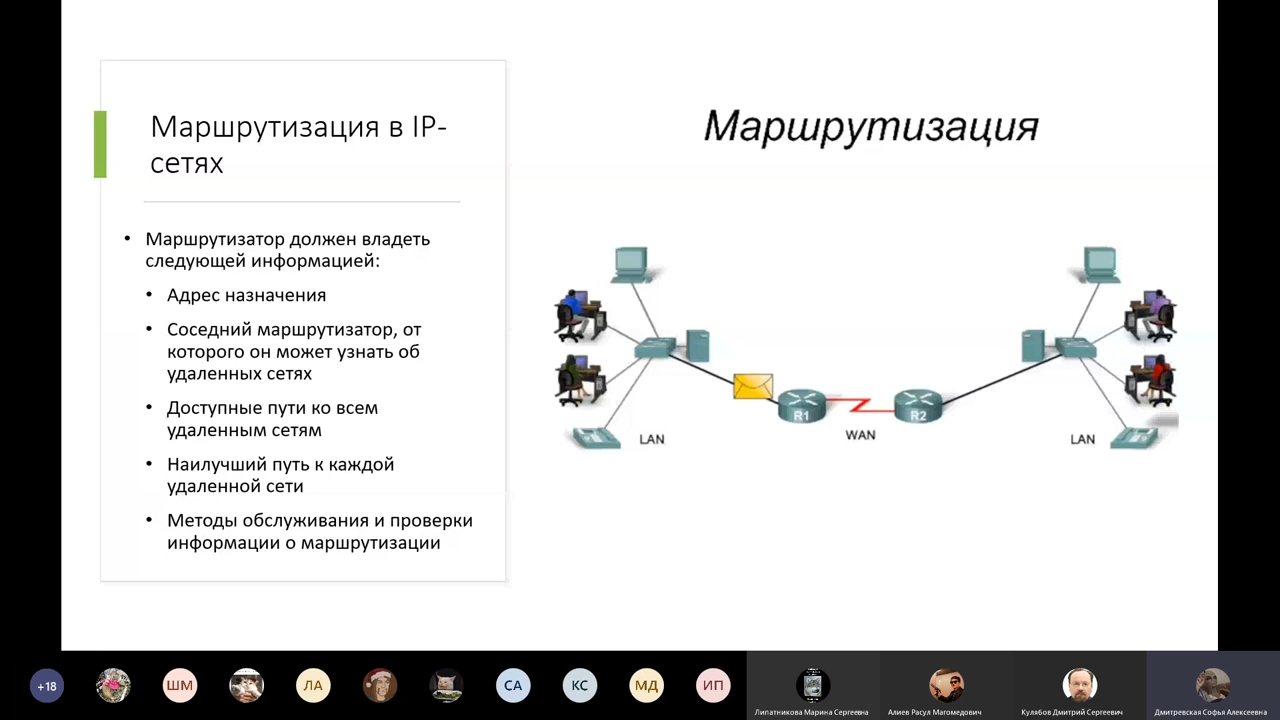 Маршрутизация в IP-
сетях
• Маршрутизатор должен владеть
следующей информацией:
• Адрес назначения
• Соседний маршрутизатор, от
которого он может узнать об
удаленных сетях
• Доступные пути ко всем
удаленным сетям
• Наилучший путь к каждой
удаленной сети
• Методы обслуживания и проверки
информации о маршрутизации
Маршрутизация
R1
R2
LAN
WAN
LAN
+18
ШМ
ЛА
СА
КС
МД
ИП
Липатникова Марина Сергеевна
Алиев Расул Магомедович
Кулябов Дмитрий Сергеевич
Дмитревская Софья Алексеевна